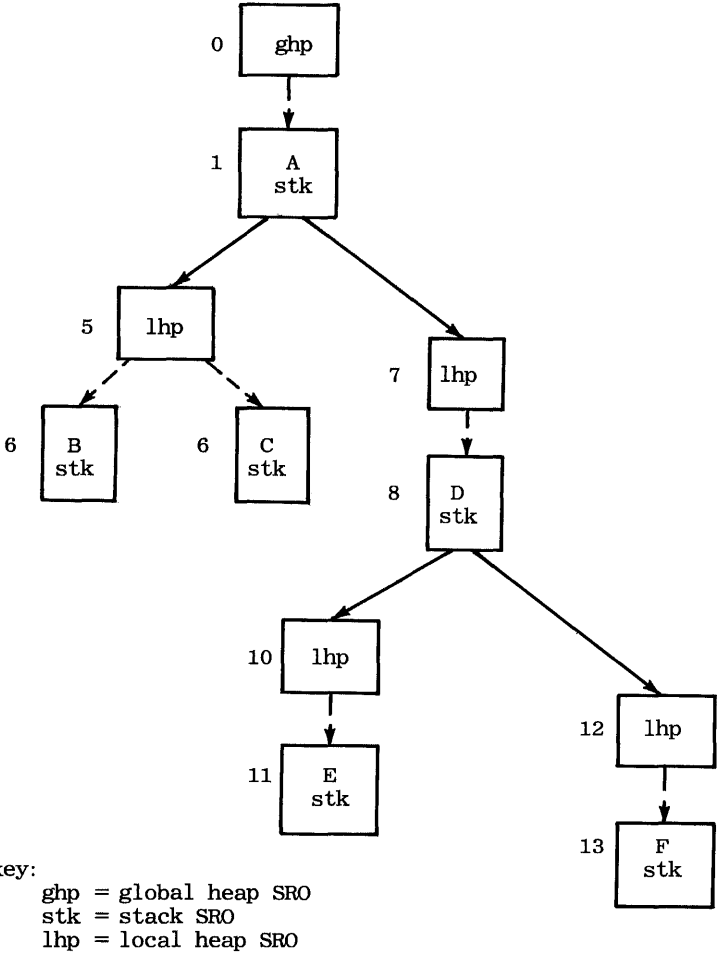 0 ghp
1 A
stk
5 lhp
7 lhp
6 B
stk
6 C
stk
8 D
stk
10 lhp
12 lhp
11 E
stk
13 F
stk
key:
ghp = global heap SRO
stk = stack SRO
lhp = local heap SRO